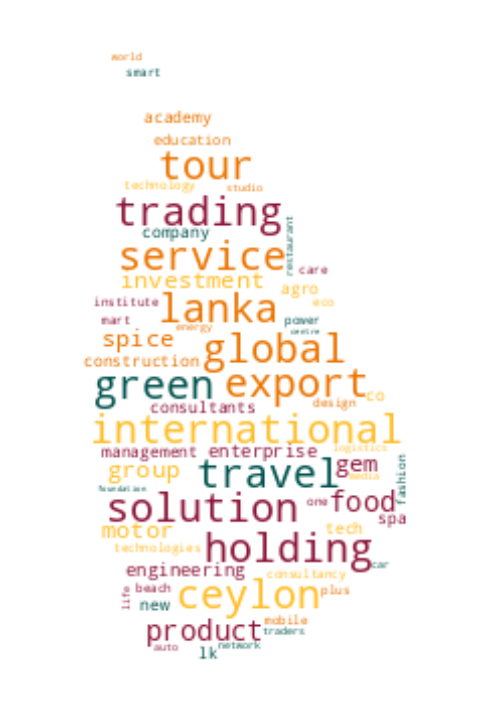 world
smart
academy
education
tour
technology studio
trading
company restaurant
service
investment care
agro
institute lanka eco
mart energy power
spice centre
construction global
green export co
consultants design
international
management enterprise logistics
group travel gem
media fashion
foundation
solution one food
motor tech spa
technologies holding
engineering consultancy car
life beach ceylon plus
new
product mobile
traders
auto lk network